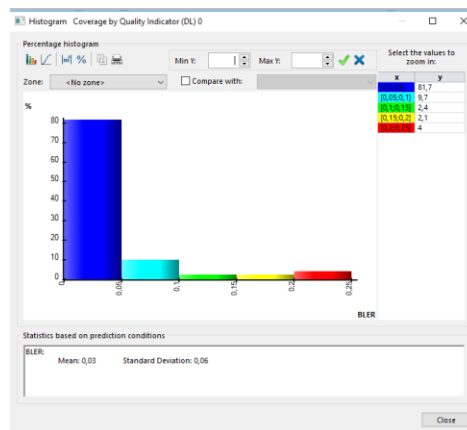 Histogram Coverage by Quality Indicator (DL) 0
Percentage histogram
%
Min Y:
Max Y:
Select the values to
zoom in:
Zone: <No zone>
Compare with:
x y
81,7
[0,05;0,1] 9,7
[0,1;0,15] 2,4
[0,15;0,2] 2,1
[0,2;0,25] 4
%
80
70
60
50
40
30
20
10
0
0 0,05 0,1 0,15 0,2 0,25
BLER
Statistics based on prediction conditions
BLER:
Mean: 0,03 Standard Deviation: 0,06
Close